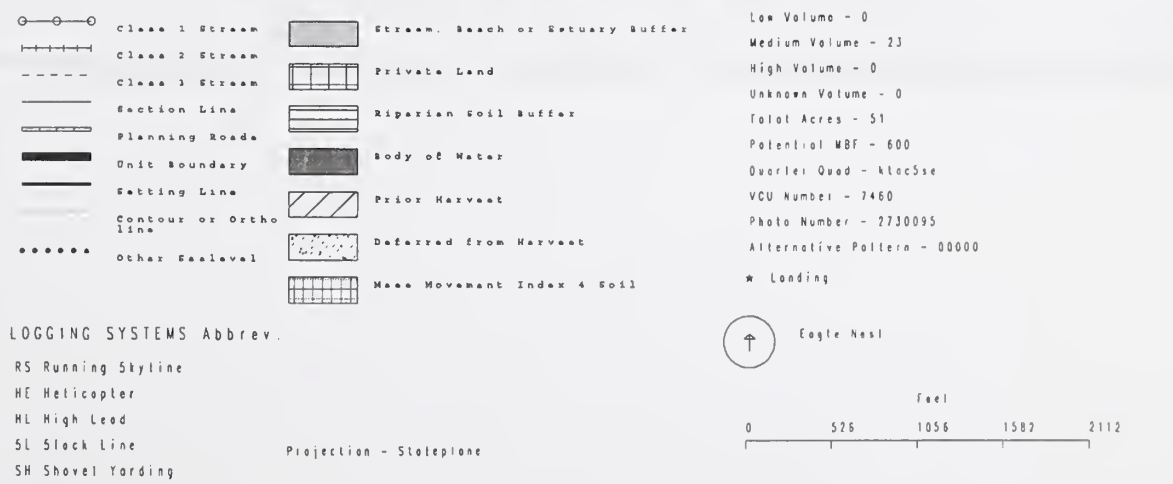 Class 1 Stream
Class 2 Stream
Class 3 Stream
Section Line
Planning Roads
Unit Boundary
Setting Line
Contour or Ortho
line
Other Sealevel
Stream, Beach or Estuary Buffer
Private Land
Riparian Soil Buffer
Body of Water
Prior Harvest
Deferred from Harvest
Mass Movement Index 4 Soil
Low Volume - 0
Medium Volume - 23
High Volume - 0
Unknown Volume - 0
Total Acres - 51
Potential MBF - 600
Quarter Quad - ktac5se
VCU Number - 7460
Photo Number - 2730095
Alternative Pattern - 00000
★ Landing
Eagle Nest
LOGGING SYSTEMS Abbrev.
RS Running Skyline
HE Helicopter
HL High Lead
SL Slack Line
SH Shovel Yarding
Projection - Stateplane
Feet
0 526 1056 1582 2112